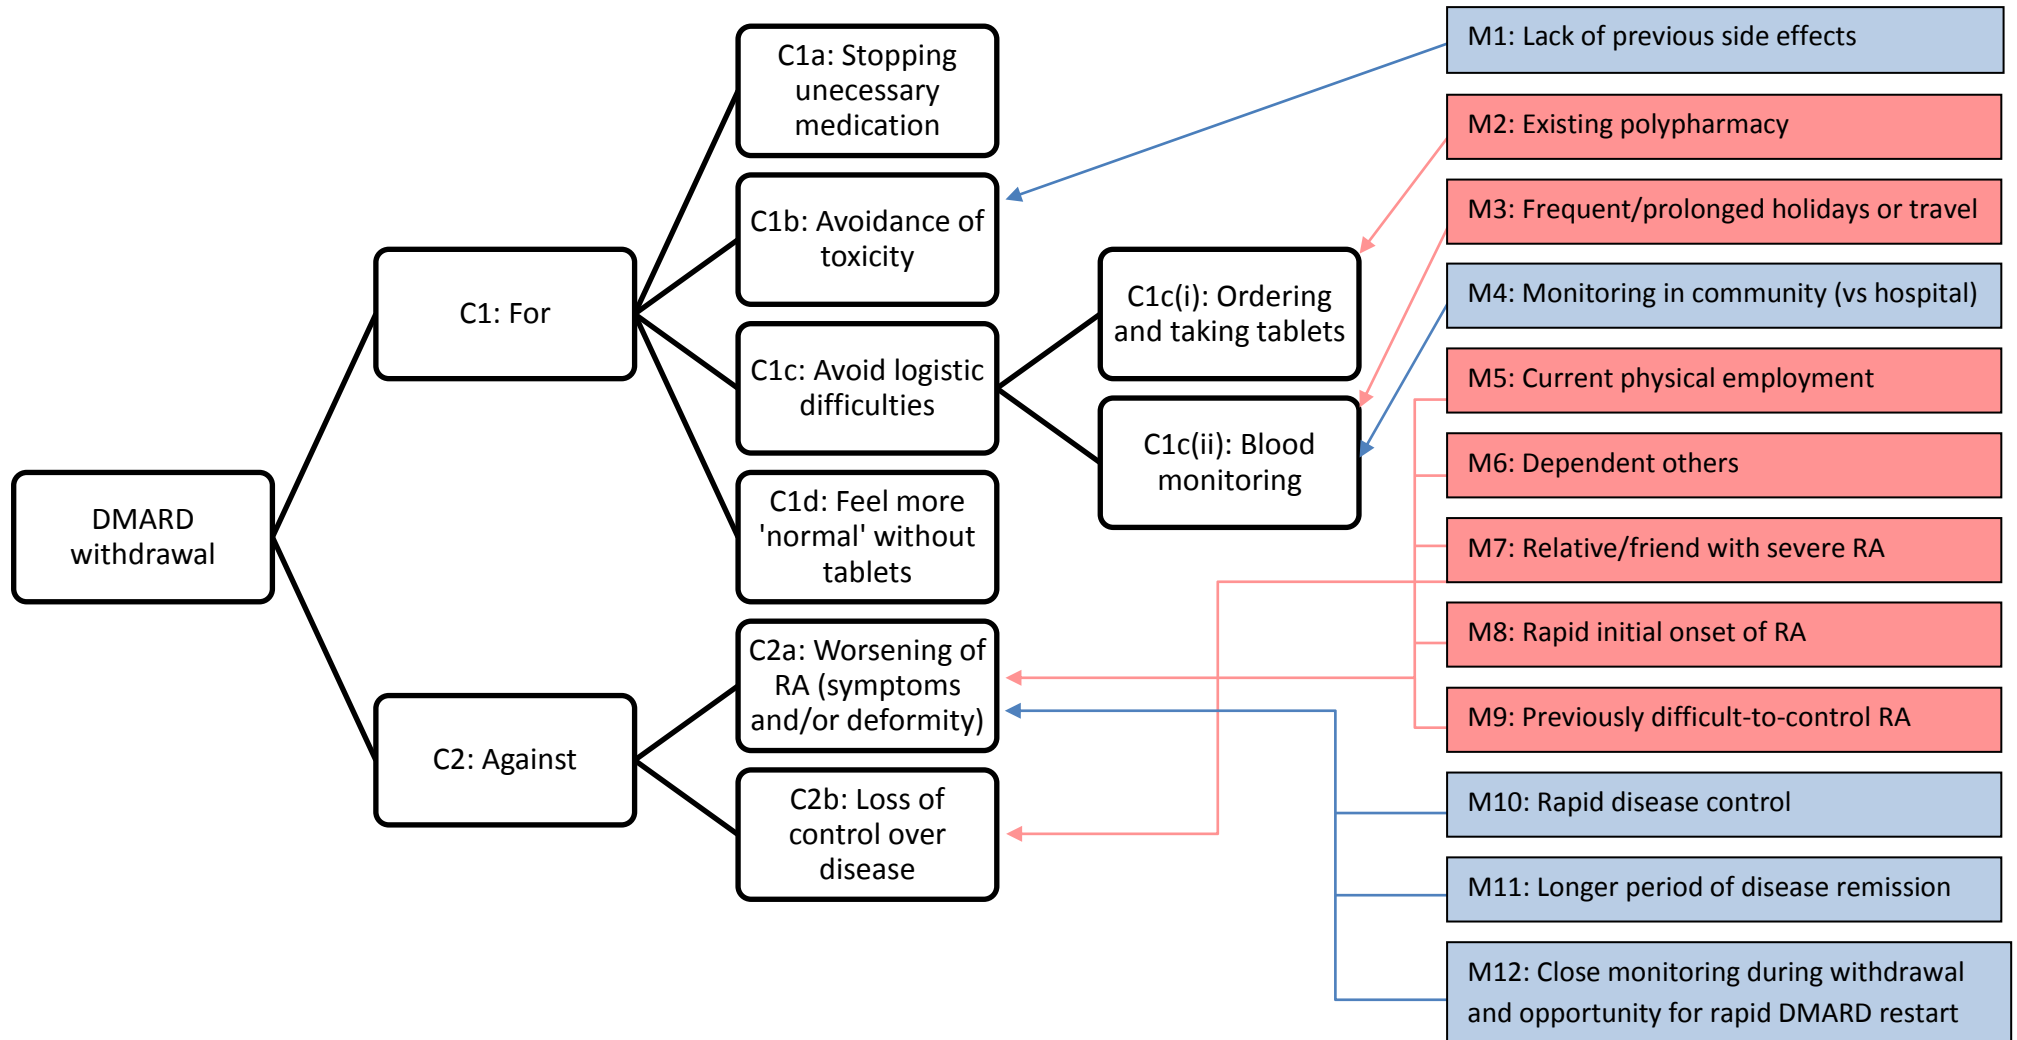 DMARD
withdrawal
C1: For
C2: Against
C1a: Stopping
unecessary
medication
C1b: Avoidance of
toxicity
C1c: Avoid logistic
difficulties
C1d: Feel more
'normal' without
tablets
C2a: Worsening of
RA (symptoms
and/or deformity)
C2b: Loss of
control over
disease
C1c(i): Ordering
and taking tablets
C1c(ii): Blood
monitoring
M1: Lack of previous side effects
M2: Existing polypharmacy
M3: Frequent/prolonged holidays or travel
M4: Monitoring in community (vs hospital)
M5: Current physical employment
M6: Dependent others
M7: Relative/friend with severe RA
M8: Rapid initial onset of RA
M9: Previously difficult-to-control RA
M10: Rapid disease control
M11: Longer period of disease remission
M12: Close monitoring during withdrawal
and opportunity for rapid DMARD restart